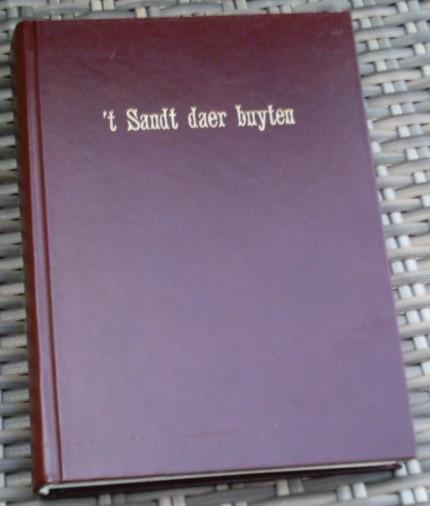 't Sandt daer buyten